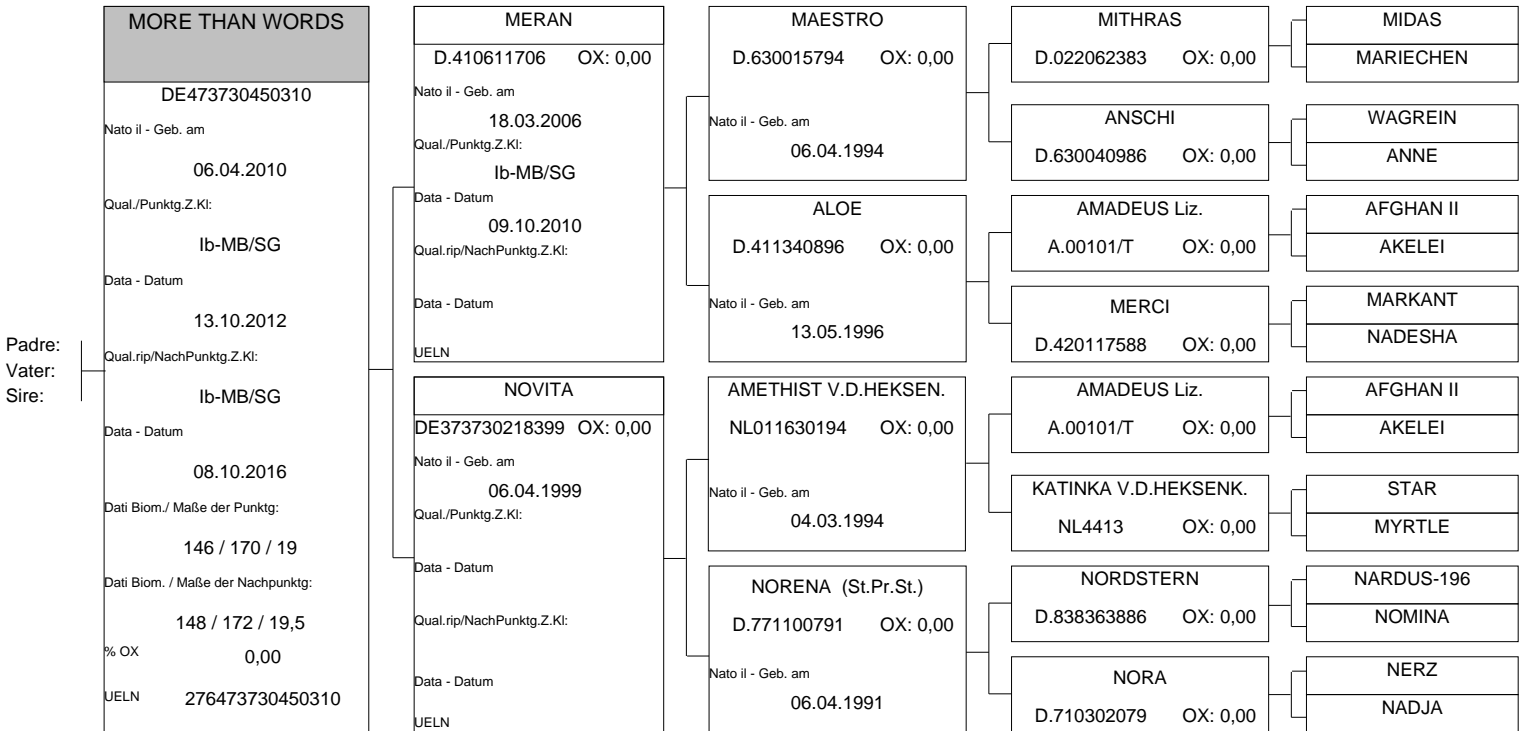 Padre:
Vater:
Sire:
MORE THAN WORDS
DE473730450310
Nato il - Geb. am
06.04.2010
Qual./Punktg.Z.Kl:
Ib-MB/SG
Data - Datum
13.10.2012
Qual.rip/NachPunktg.Z.Kl:
Ib-MB/SG
Data - Datum
08.10.2016
Dati Biom./ Maße der Punktg:
146 / 170 / 19
Dati Biom. / Maße der Nachpunktg:
148 / 172 / 19,5
% OX 0,00
UELN 276473730450310
MERAN
D.410611706 OX: 0,00
Nato il - Geb. am
18.03.2006
Qual./Punktg.Z.Kl:
Ib-MB/SG
Data - Datum
09.10.2010
Qual.rip/NachPunktg.Z.Kl:
Data - Datum
UELN
NOVITA
DE373730218399 OX: 0,00
Nato il - Geb. am
06.04.1999
Qual./Punktg.Z.Kl:
Data - Datum
Qual.rip/NachPunktg.Z.Kl:
Data - Datum
UELN
MAESTRO
D.630015794 OX: 0,00
Nato il - Geb. am
06.04.1994
ALOE
D.411340896 OX: 0,00
Nato il - Geb. am
13.05.1996
AMETHIST V.D.HEKSEN.
NL011630194 OX: 0,00
Nato il - Geb. am
04.03.1994
NORENA (St.Pr.St.)
D.771100791 OX: 0,00
Nato il - Geb. am
06.04.1991
MITHRAS
D.022062383 OX: 0,00
ANSCHI
D.630040986 OX: 0,00
AMADEUS Liz.
A.00101/T OX: 0,00
MERCI
D.420117588 OX: 0,00
AMADEUS Liz.
A.00101/T OX: 0,00
KATINKA V.D.HEKSENK.
NL4413 OX: 0,00
NORDSTERN
D.838363886 OX: 0,00
NORA
D.710302079 OX: 0,00
MIDAS
MARIECHEN
WAGREIN
ANNE
AFGHAN II
AKELEI
MARKANT
NADESHA
AFGHAN II
AKELEI
STAR
MYRTLE
NARDUS-196
NOMINA
NERZ
NADJA